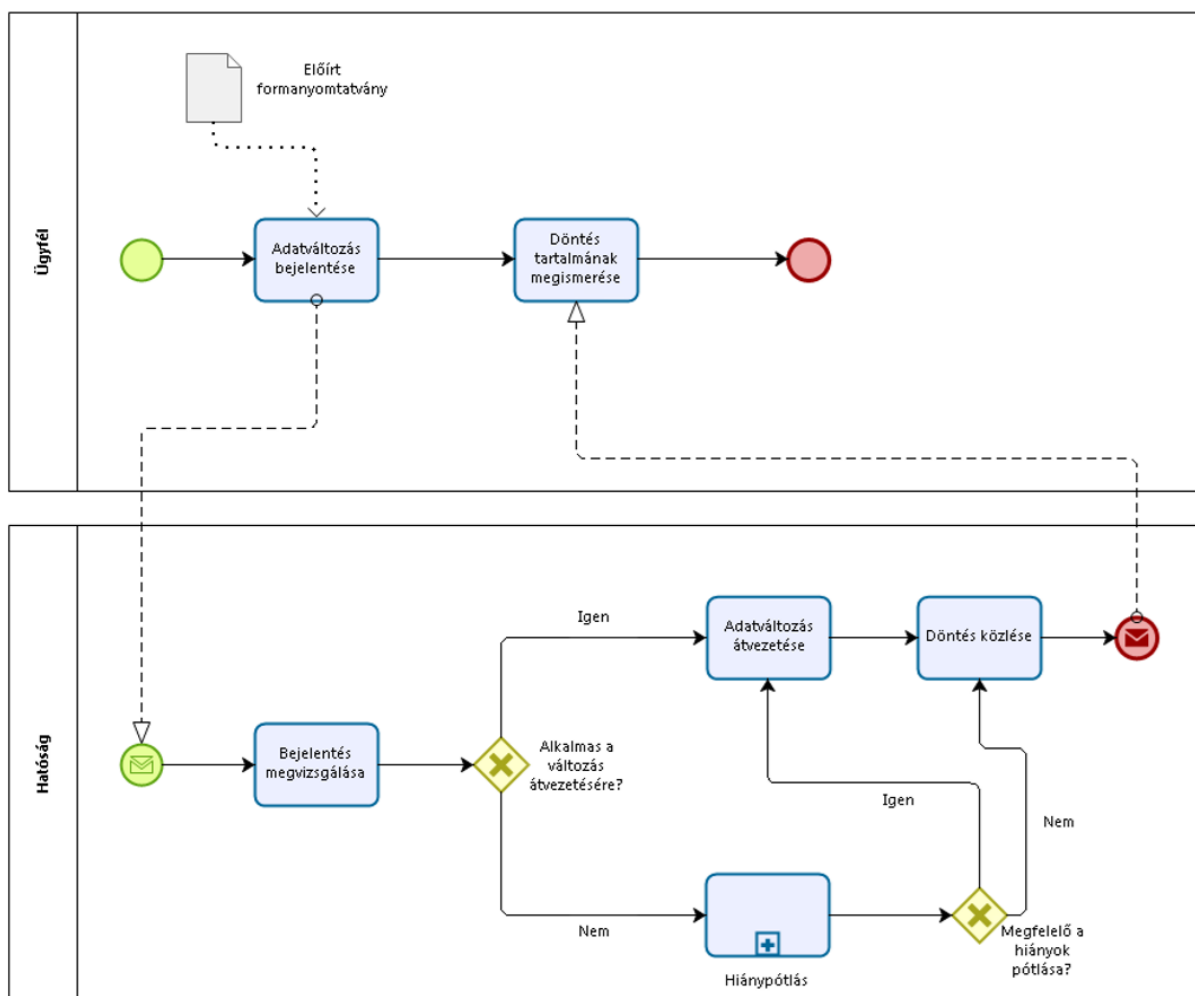 Ügyfél
Előírt
formanyomtatvány
Adatváltozás
bejelentése
Döntés
tartalmának
megismerése
Hatóság
Bejelentés
megvizsgálása
Alkalmas a
változás
átvezetésére?
Igen
Adatváltozás
átvezetése
Döntés közlése
Igen
Nem
Nem
Hiánypótlás
Megfelelő a
hiányok
pótlása?